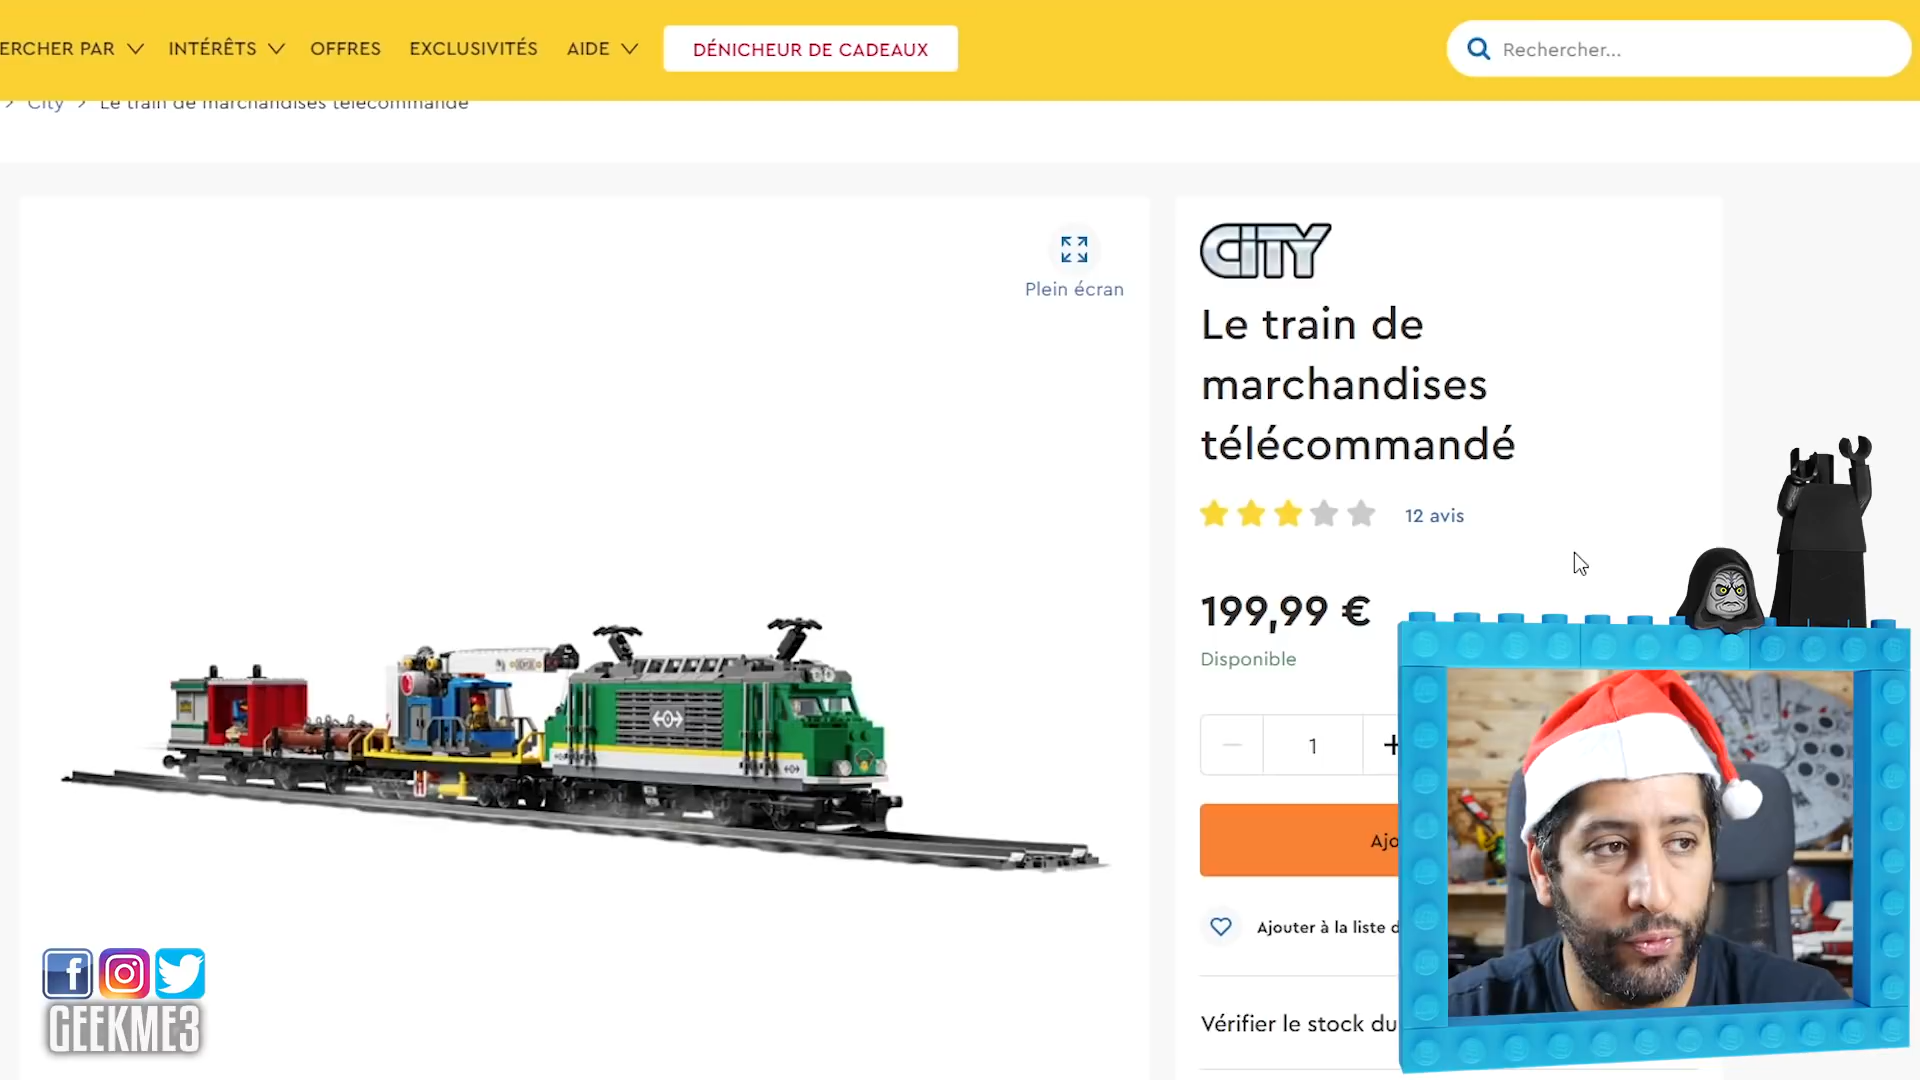 ERCHER PAR
INTÉRÊTS
OFFRES
EXCLUSIVITÉS
AIDE
DÉNICHEUR DE CADEAUX
Rechercher...
> City > Le train de marchandises télécommandé
Plein écran
CITY
Le train de
marchandises
télécommandé
12 avis
199,99 €
Disponible
1
Ajo
Ajouter à la liste d
Vérifier le stock du
GEEKME3